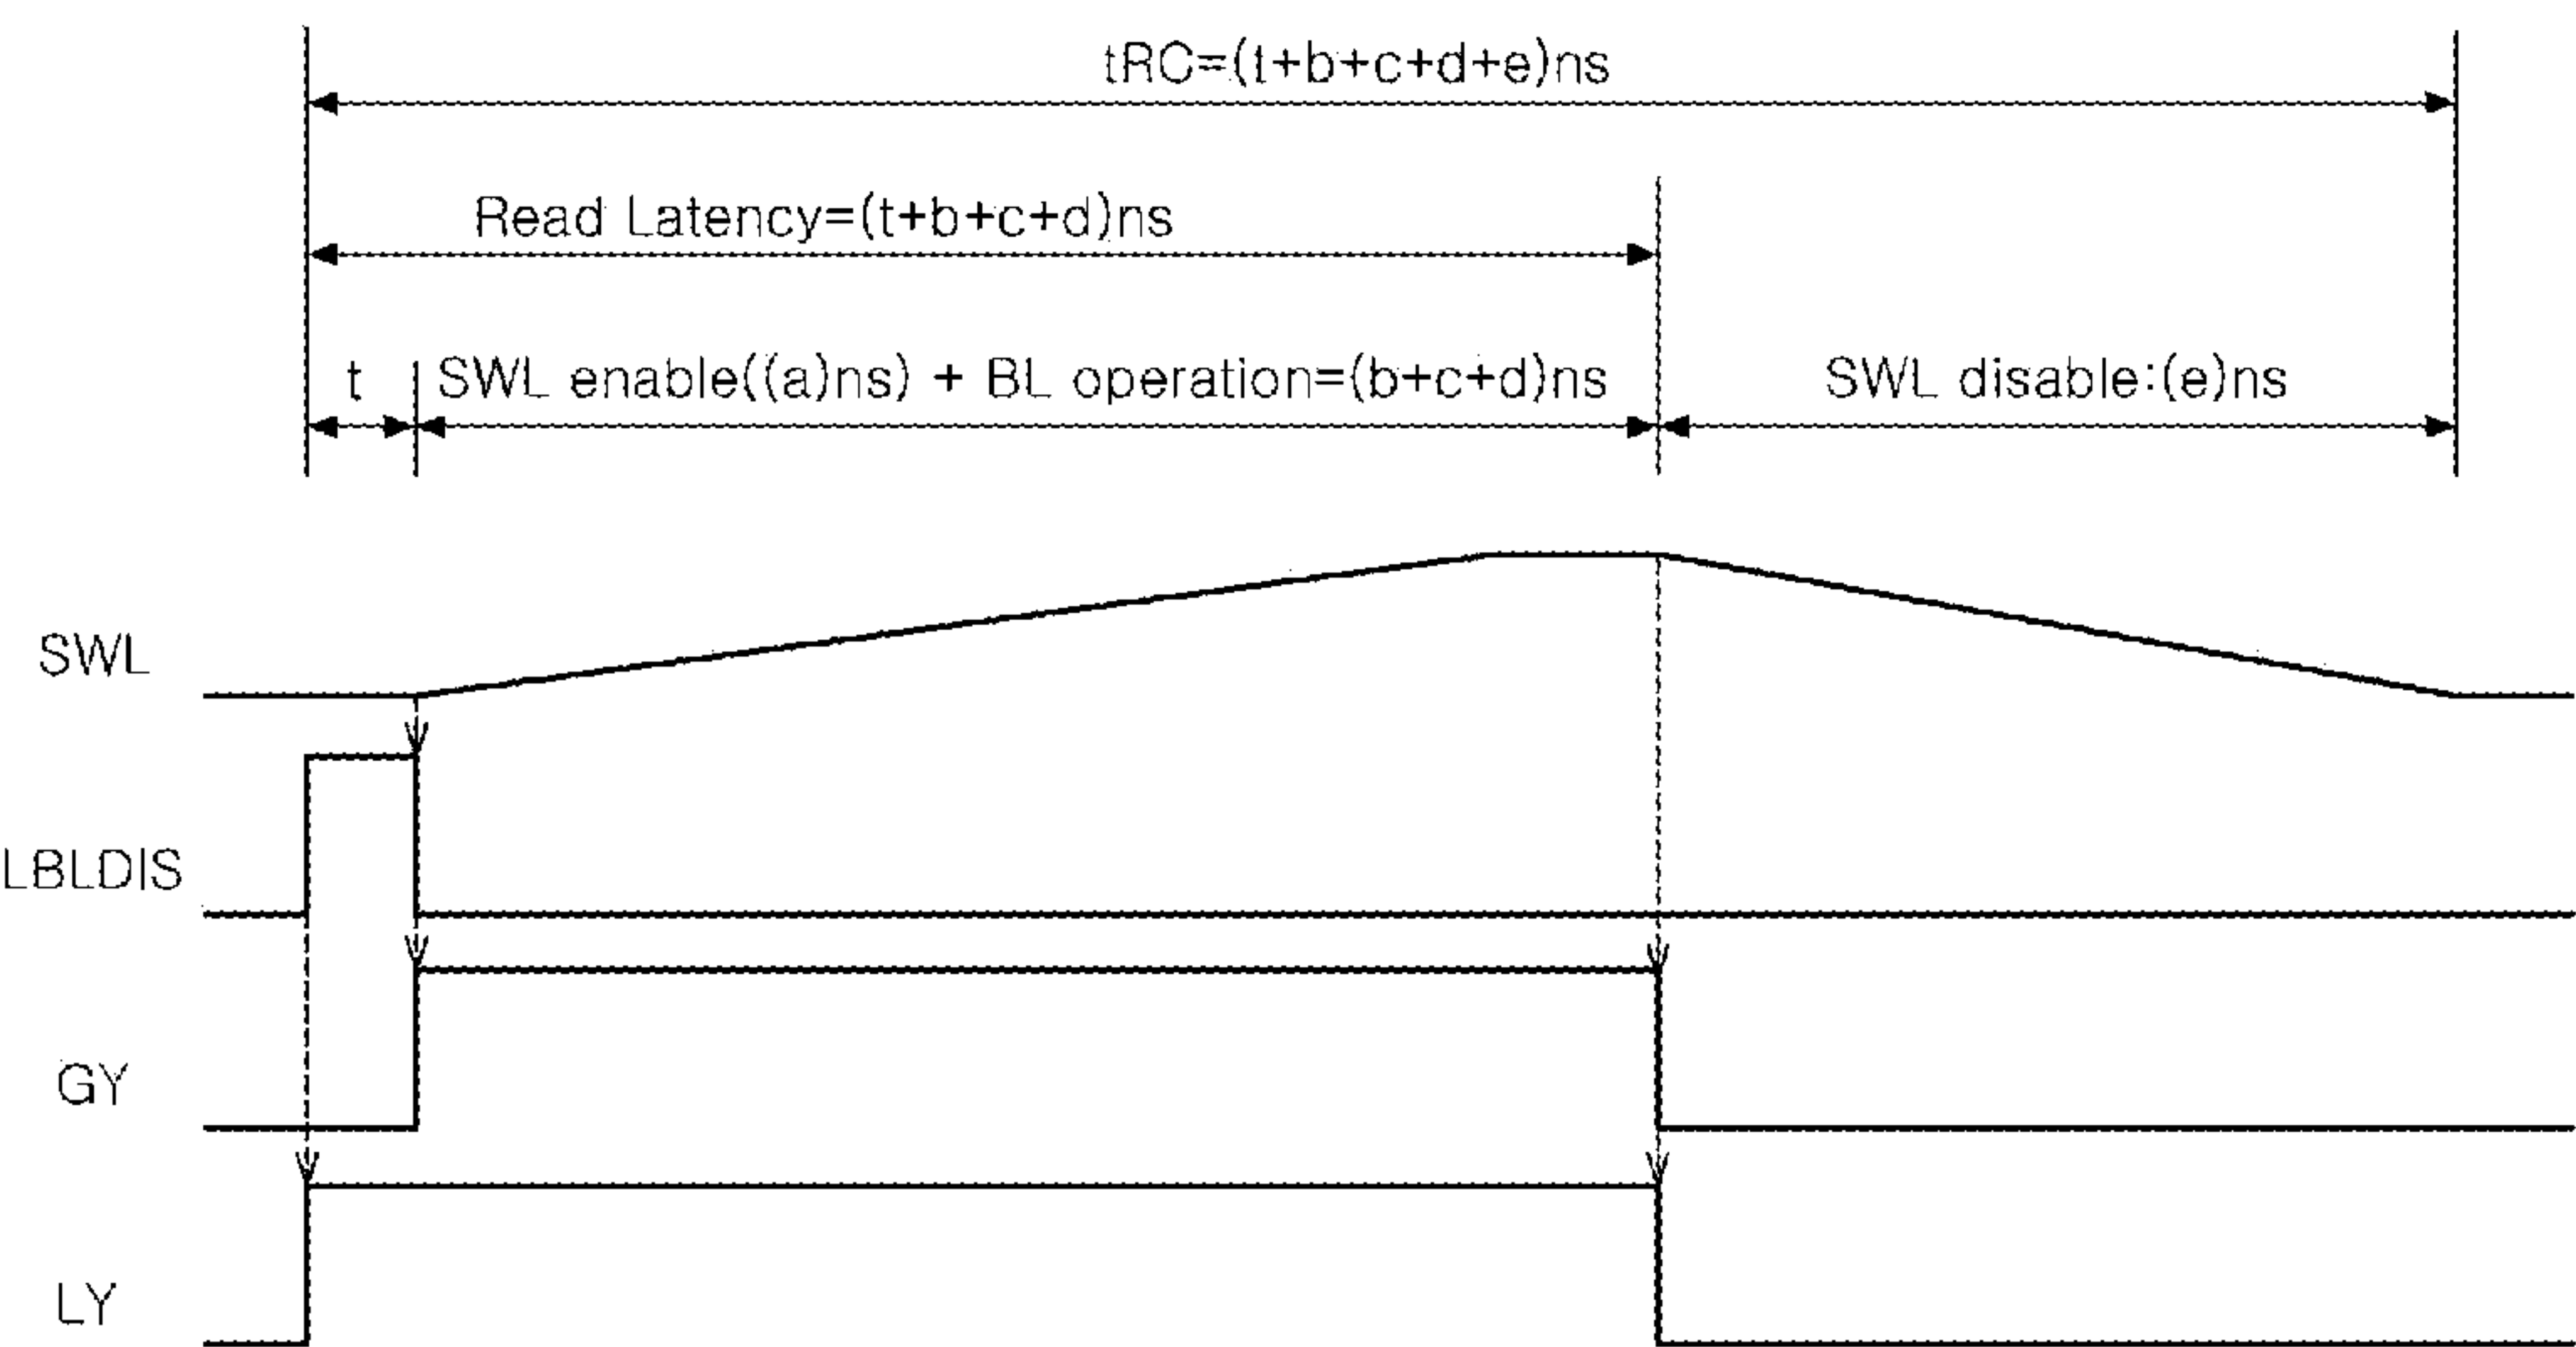 tRC=(t+b+c+d+e)ns
Read Latency=(t+b+c+d)ns
t
SWL enable((a)ns) + BL operation=(b+c+d)ns
SWL disable:(e)ns
SWL
LBLDIS
GY
LY